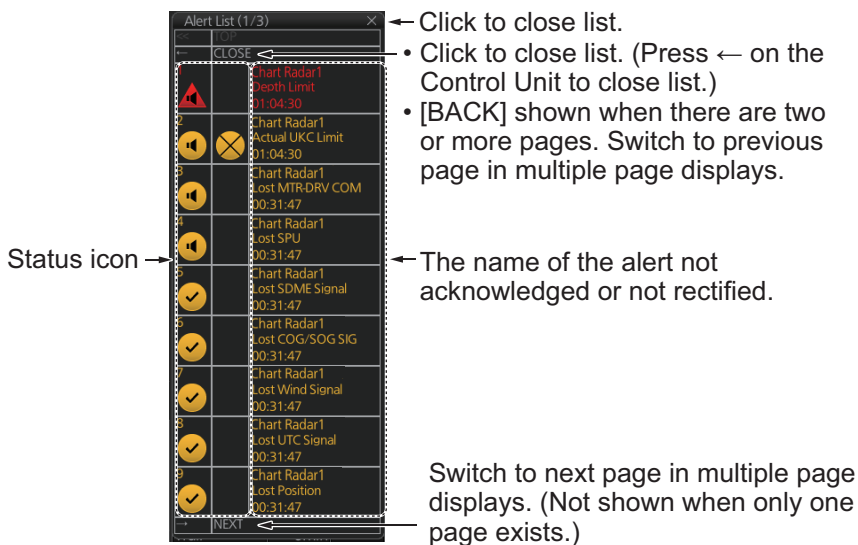 Alert List (1/3) ×
<< TOP
← CLOSE
1 Chart Radar1
Depth Limit
01:04:30
2 Chart Radar1
Actual UKC Limit
01:04:30
3 Chart Radar1
Lost MTR-DRV COM
00:31:47
4 Chart Radar1
Lost SPU
00:31:47
5 Chart Radar1
Lost SDME Signal
00:31:47
6 Chart Radar1
Lost COG/SOG SIG
00:31:47
7 Chart Radar1
Lost Wind Signal
00:31:47
8 Chart Radar1
Lost UTC Signal
00:31:47
9 Chart Radar1
Lost Position
00:31:47
→ NEXT
Click to close list.
• Click to close list. (Press ← on the
Control Unit to close list.)
• [BACK] shown when there are two
or more pages. Switch to previous
page in multiple page displays.
Status icon
The name of the alert not
acknowledged or not rectified.
Switch to next page in multiple page
displays. (Not shown when only one
page exists.)